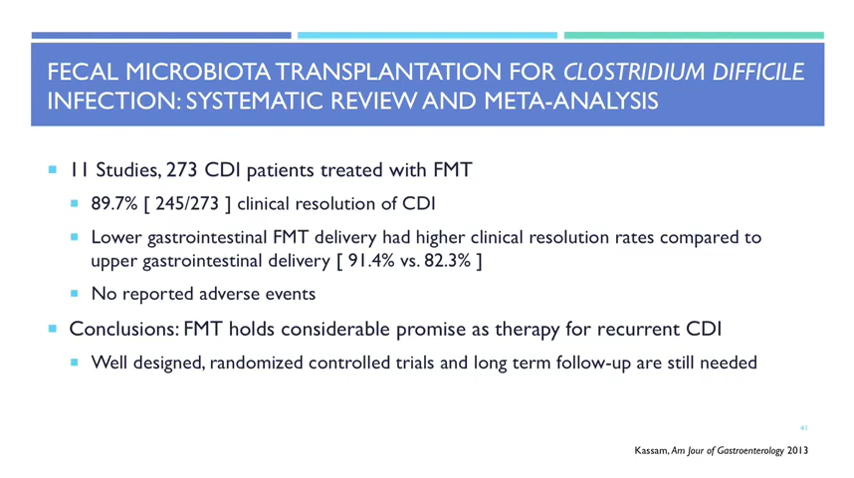 FECAL MICROBIOTA TRANSPLANTATION FOR CLOSTRIDIUM DIFFICILE
INFECTION: SYSTEMATIC REVIEW AND META-ANALYSIS
11 Studies, 273 CDI patients treated with FMT
89.7% [ 245/273 ] clinical resolution of CDI
Lower gastrointestinal FMT delivery had higher clinical resolution rates compared to
upper gastrointestinal delivery [ 91.4% vs. 82.3% ]
No reported adverse events
Conclusions: FMT holds considerable promise as therapy for recurrent CDI
Well designed, randomized controlled trials and long term follow-up are still needed
41
Kassam, Am Jour of Gastroenterology 2013